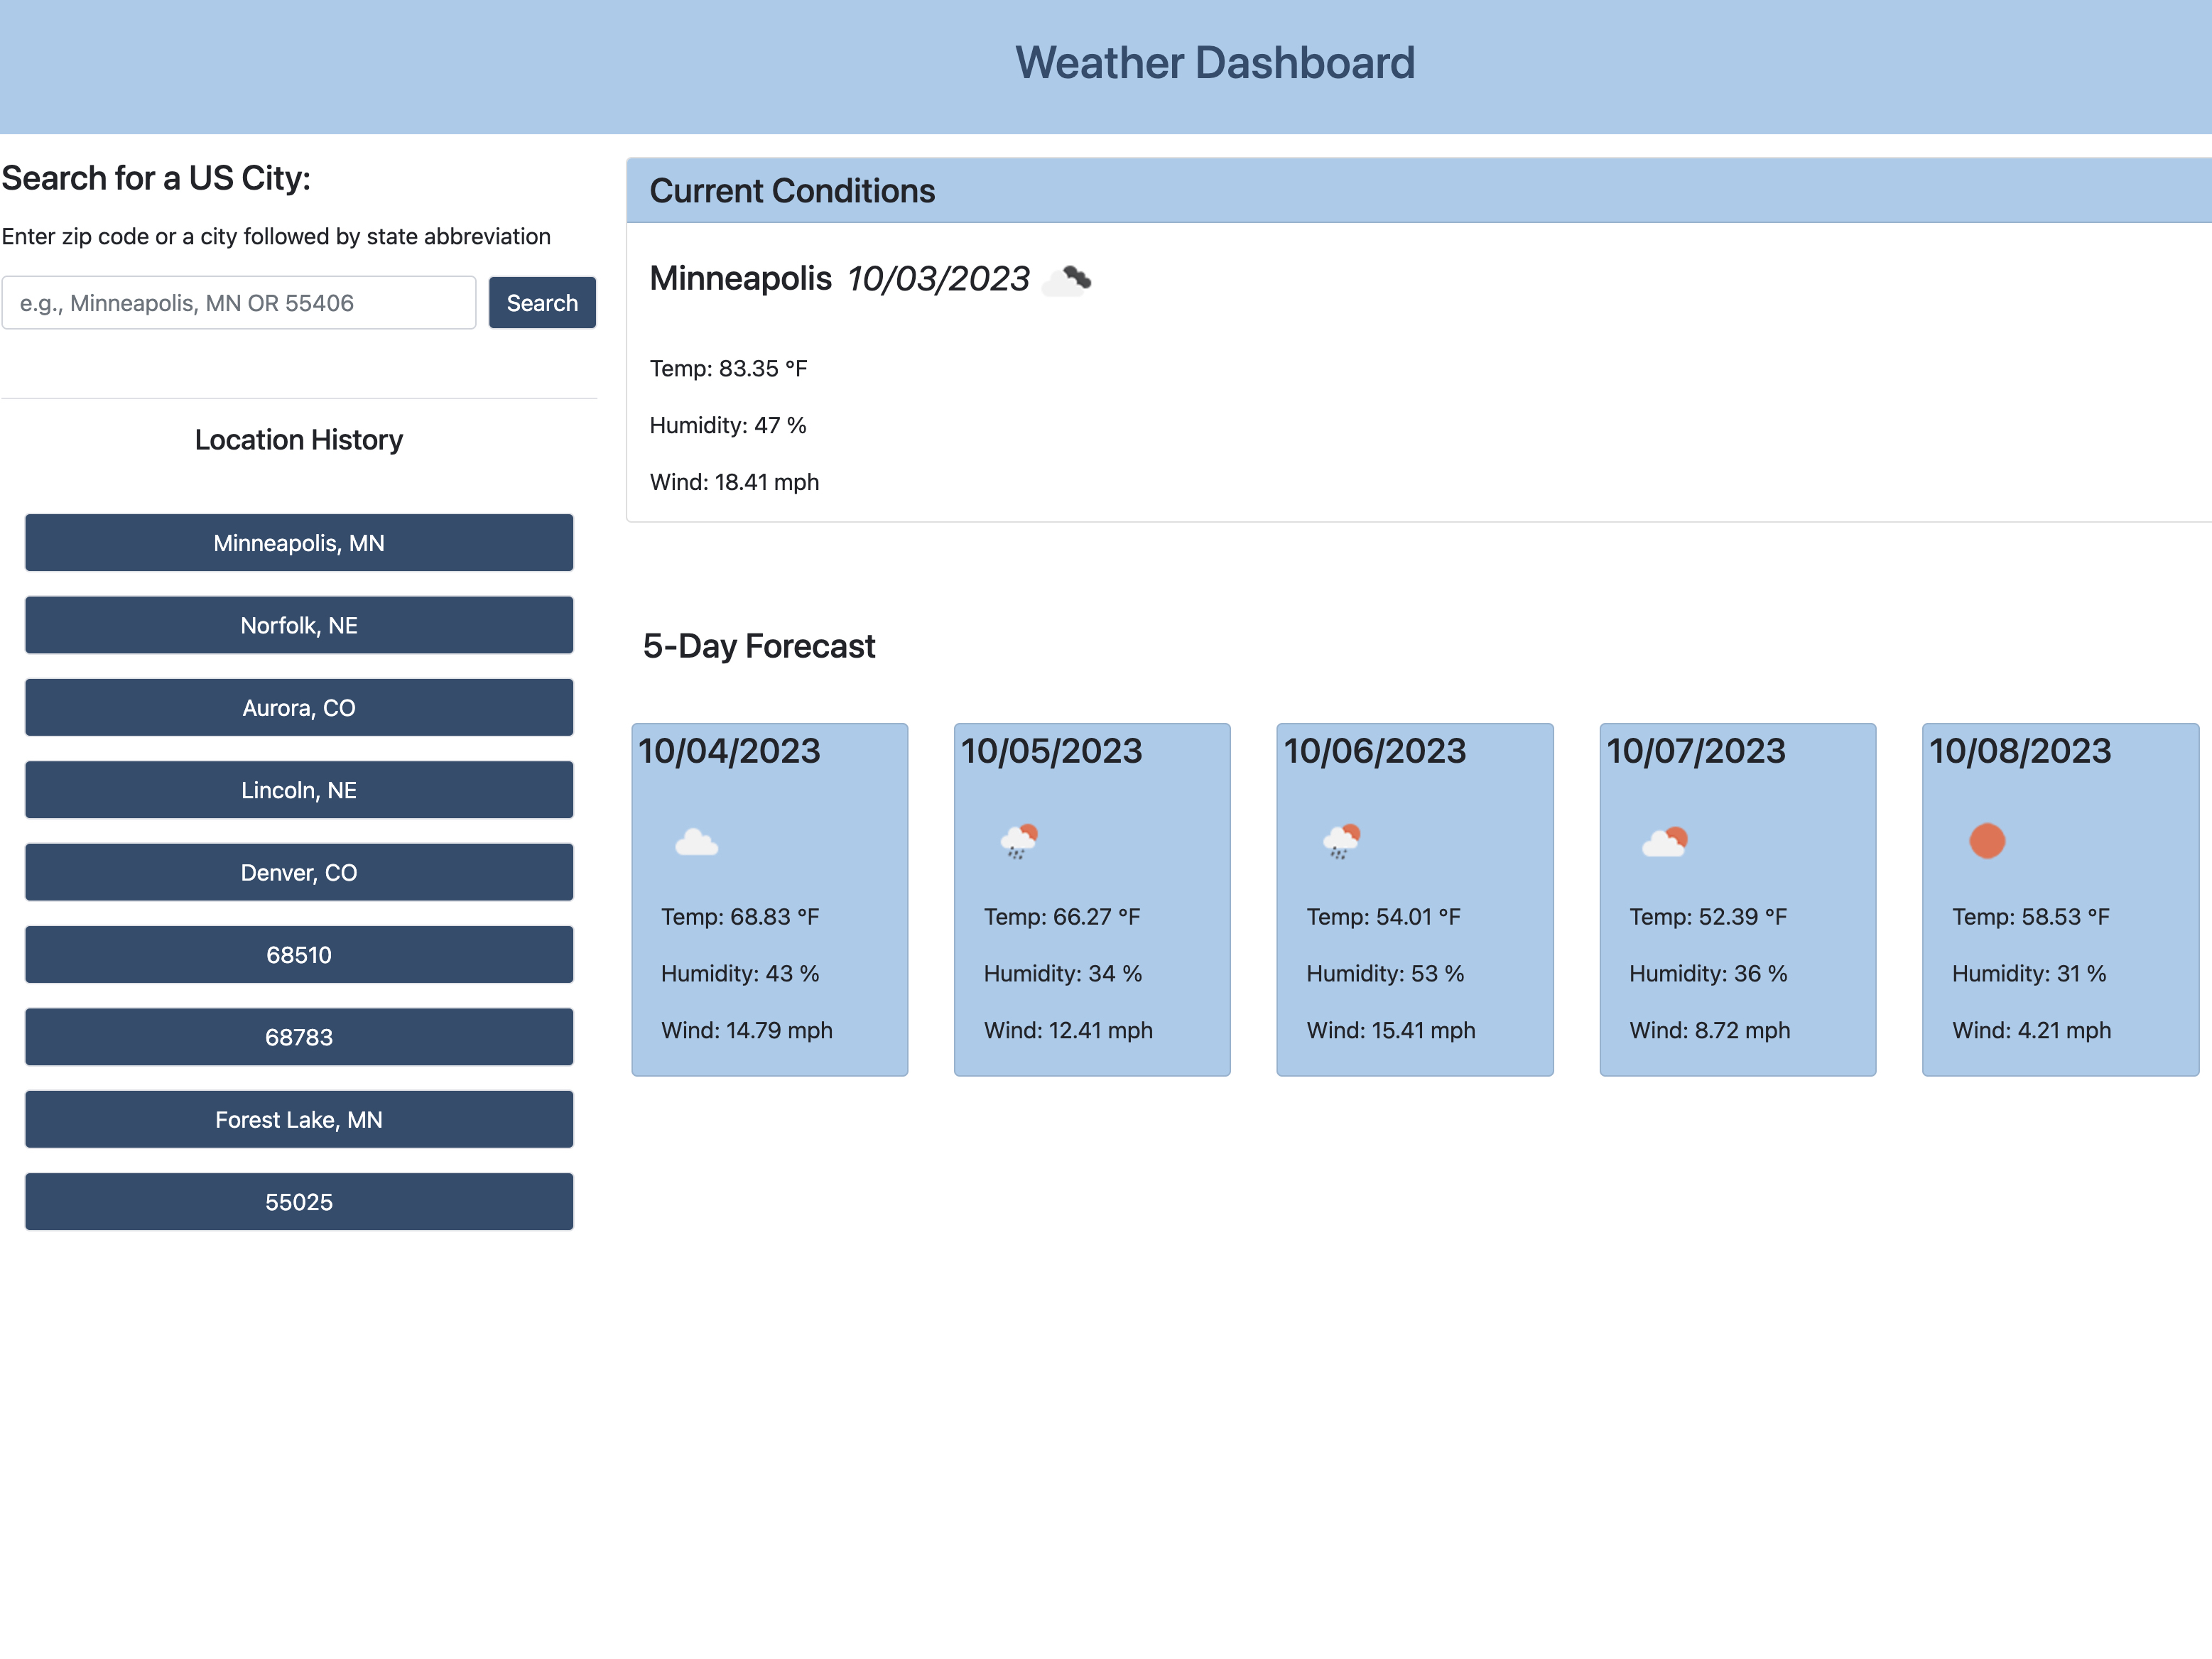 Weather Dashboard
Search for a US City:
Enter zip code or a city followed by state abbreviation
e.g., Minneapolis, MN OR 55406
Search
Location History
Minneapolis, MN
Norfolk, NE
Aurora, CO
Lincoln, NE
Denver, CO
68510
68783
Forest Lake, MN
55025
Current Conditions
Minneapolis 10/03/2023
Temp: 83.35 °F
Humidity: 47 %
Wind: 18.41 mph
5-Day Forecast
10/04/2023
Temp: 68.83 °F
Humidity: 43 %
Wind: 14.79 mph
10/05/2023
Temp: 66.27 °F
Humidity: 34 %
Wind: 12.41 mph
10/06/2023
Temp: 54.01 °F
Humidity: 53 %
Wind: 15.41 mph
10/07/2023
Temp: 52.39 °F
Humidity: 36 %
Wind: 8.72 mph
10/08/2023
Temp: 58.53 °F
Humidity: 31 %
Wind: 4.21 mph